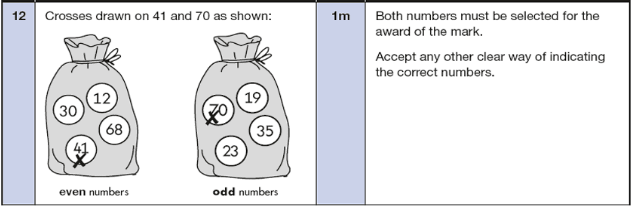 12 Crosses drawn on 41 and 70 as shown:
30
12
68
41
even numbers
70
19
35
23
odd numbers
1m
Both numbers must be selected for the
award of the mark.
Accept any other clear way of indicating
the correct numbers.